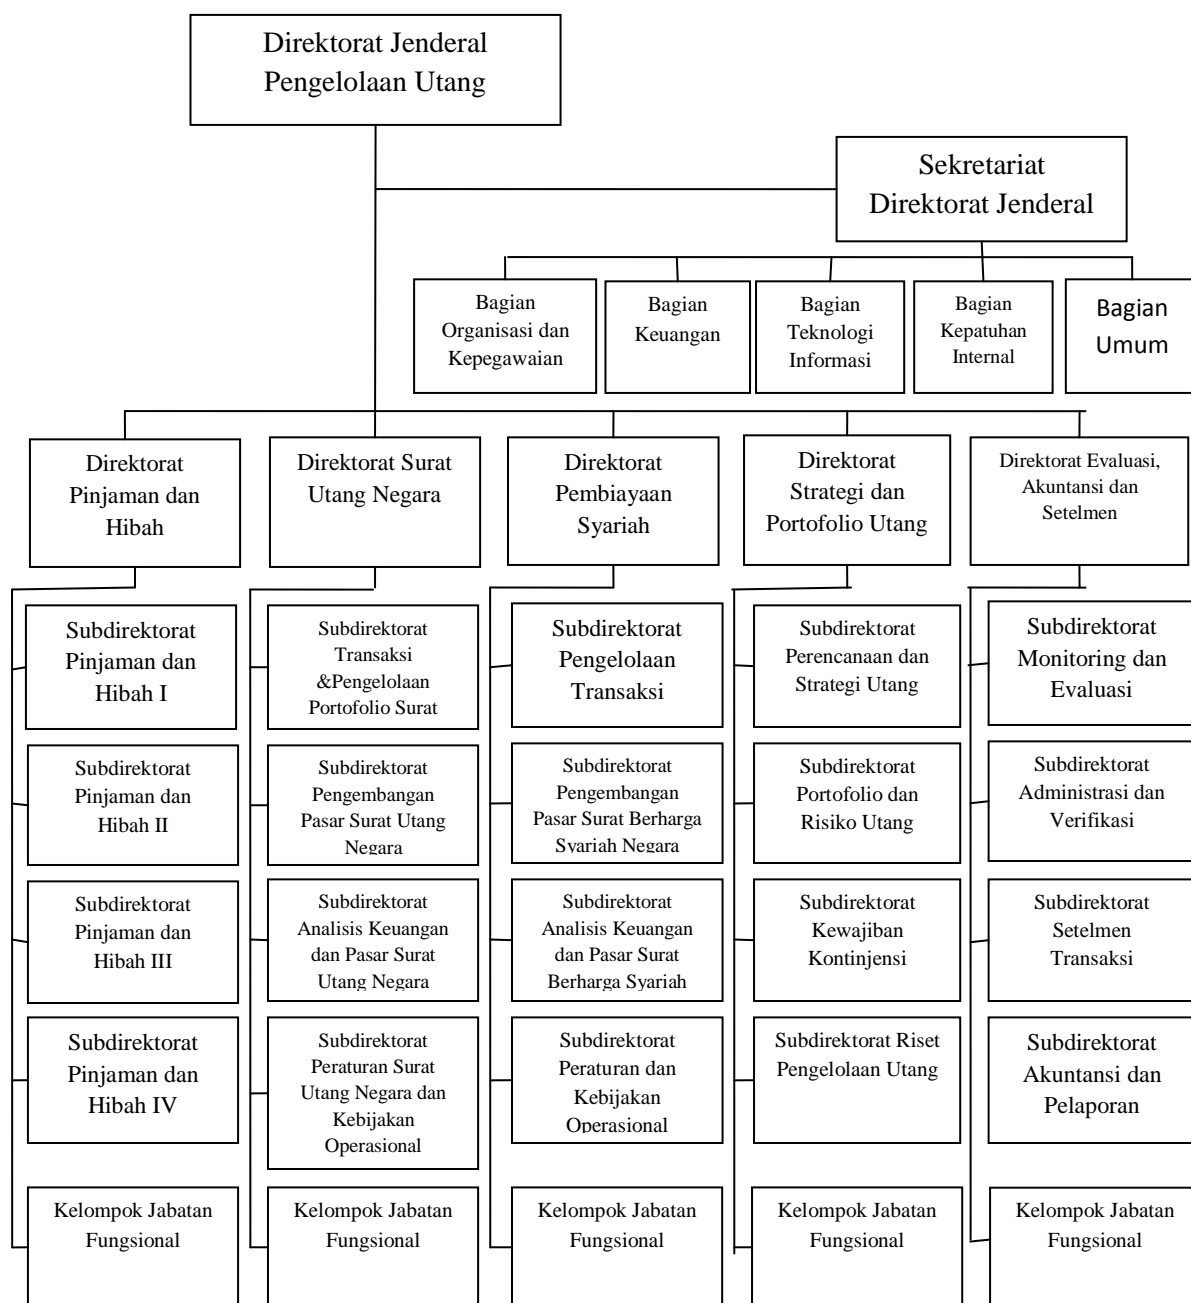 Direktorat Jenderal
Pengelolaan Utang
Sekretariat
Direktorat Jenderal
Bagian
Organisasi dan
Kepegawaian
Bagian
Keuangan
Bagian
Teknologi
Informasi
Bagian
Kepatuhan
Internal
Bagian
Umum
Direktorat
Pinjaman dan
Hibah
Direktorat Surat
Utang Negara
Direktorat
Pembiayaan
Syariah
Direktorat
Strategi dan
Portofolio Utang
Direktorat Evaluasi,
Akuntansi dan
Setelmen
Subdirektorat
Pinjaman dan
Hibah I
Subdirektorat
Transaksi
&Pengelolaan
Portofolio Surat
Subdirektorat
Pengelolaan
Transaksi
Subdirektorat
Perencanaan dan
Strategi Utang
Subdirektorat
Monitoring dan
Evaluasi
Subdirektorat
Pinjaman dan
Hibah II
Subdirektorat
Pengembangan
Pasar Surat Utang
Negara
Subdirektorat
Pengembangan
Pasar Surat Berharga
Syariah Negara
Subdirektorat
Portofolio dan
Risiko Utang
Subdirektorat
Administrasi dan
Verifikasi
Subdirektorat
Pinjaman dan
Hibah III
Subdirektorat
Analisis Keuangan
dan Pasar Surat
Utang Negara
Subdirektorat
Analisis Keuangan
dan Pasar Surat
Berharga Syariah
Subdirektorat
Kewajiban
Kontinjensi
Subdirektorat
Setelmen
Transaksi
Subdirektorat
Pinjaman dan
Hibah IV
Subdirektorat
Peraturan Surat
Utang Negara dan
Kebijakan
Operasional
Subdirektorat
Peraturan dan
Kebijakan
Operasional
Subdirektorat Riset
Pengelolaan Utang
Subdirektorat
Akuntansi dan
Pelaporan
Kelompok Jabatan
Fungsional
Kelompok Jabatan
Fungsional
Kelompok Jabatan
Fungsional
Kelompok Jabatan
Fungsional
Kelompok Jabatan
Fungsional